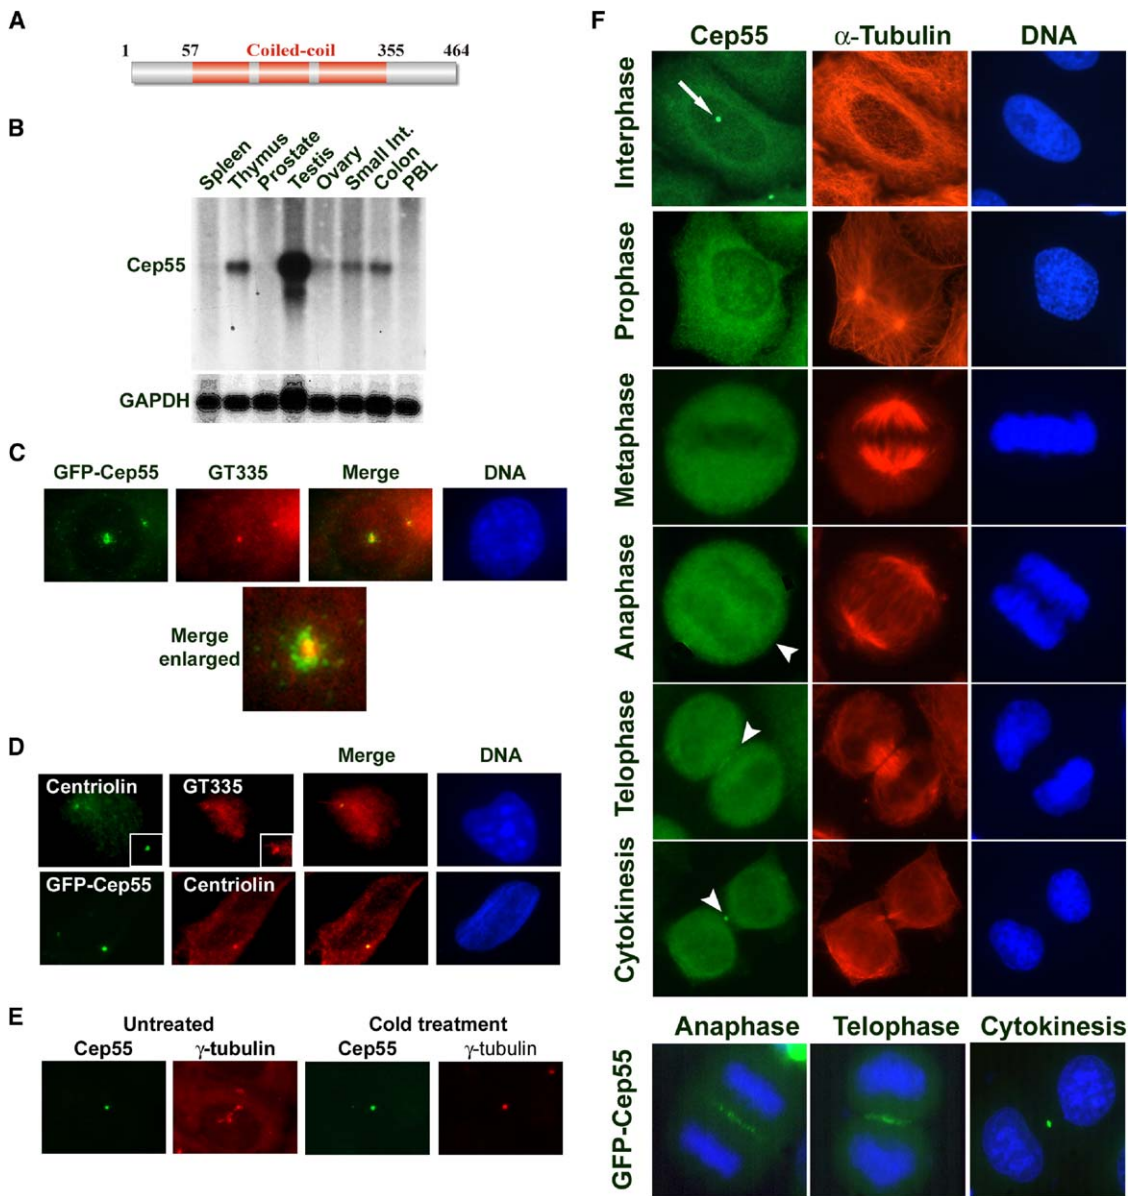 A
1 57 Coiled-coil 355 464
B
Spleen
Thymus
Prostate
Testis
Ovary
Small Int.
Colon
PBL
Cep55
GAPDH
C
GFP-Cep55 GT335 Merge DNA
Merge
enlarged
D
Merge DNA
Centriolin GT335
GFP-Cep55 Centriolin
E
Untreated Cold treatment
Cep55 γ-tubulin Cep55 γ-tubulin
F
Cep55 α-Tubulin DNA
Interphase
Prophase
Metaphase
Anaphase
Telophase
Cytokinesis
Anaphase Telophase Cytokinesis
GFP-Cep55